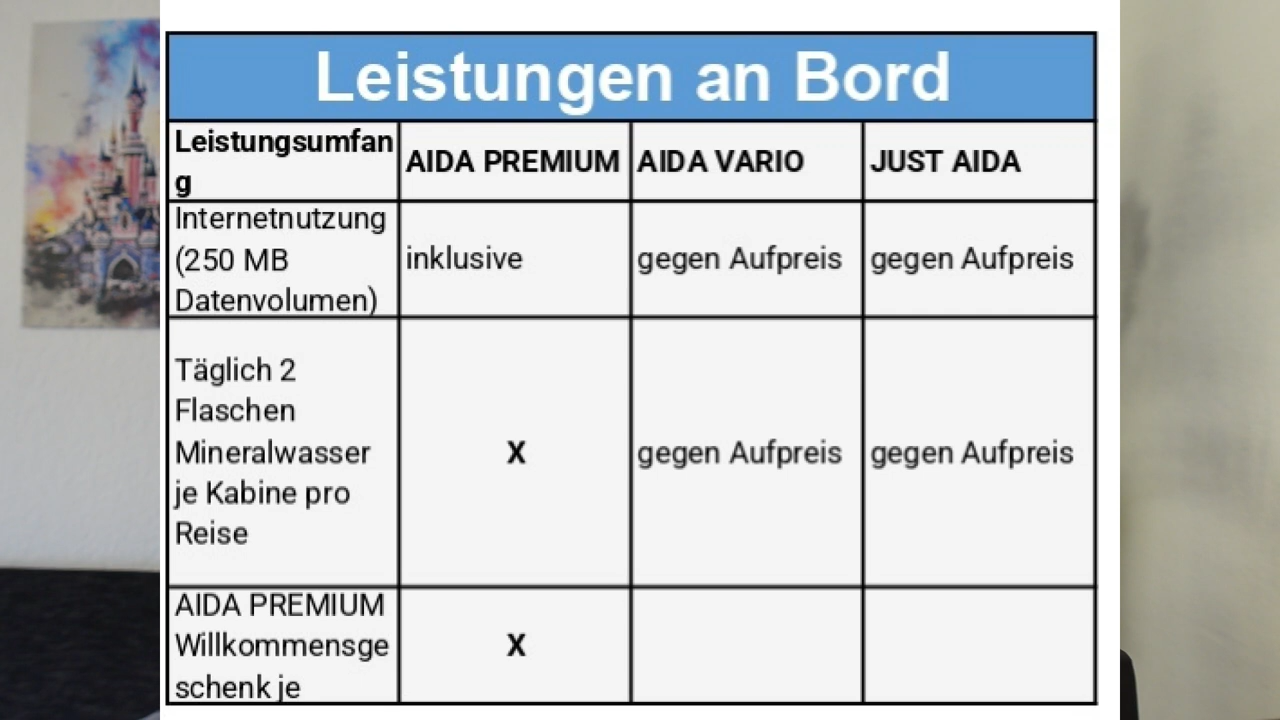 Leistungen an Bord
Leistungsumfan
g
AIDA PREMIUM
AIDA VARIO
JUST AIDA
Internetnutzung
(250 MB
Datenvolumen)
inklusive
gegen Aufpreis
gegen Aufpreis
Täglich 2
Flaschen
Mineralwasser
je Kabine pro
Reise
X
gegen Aufpreis
gegen Aufpreis
AIDA PREMIUM
Willkommensge
schenk je
X